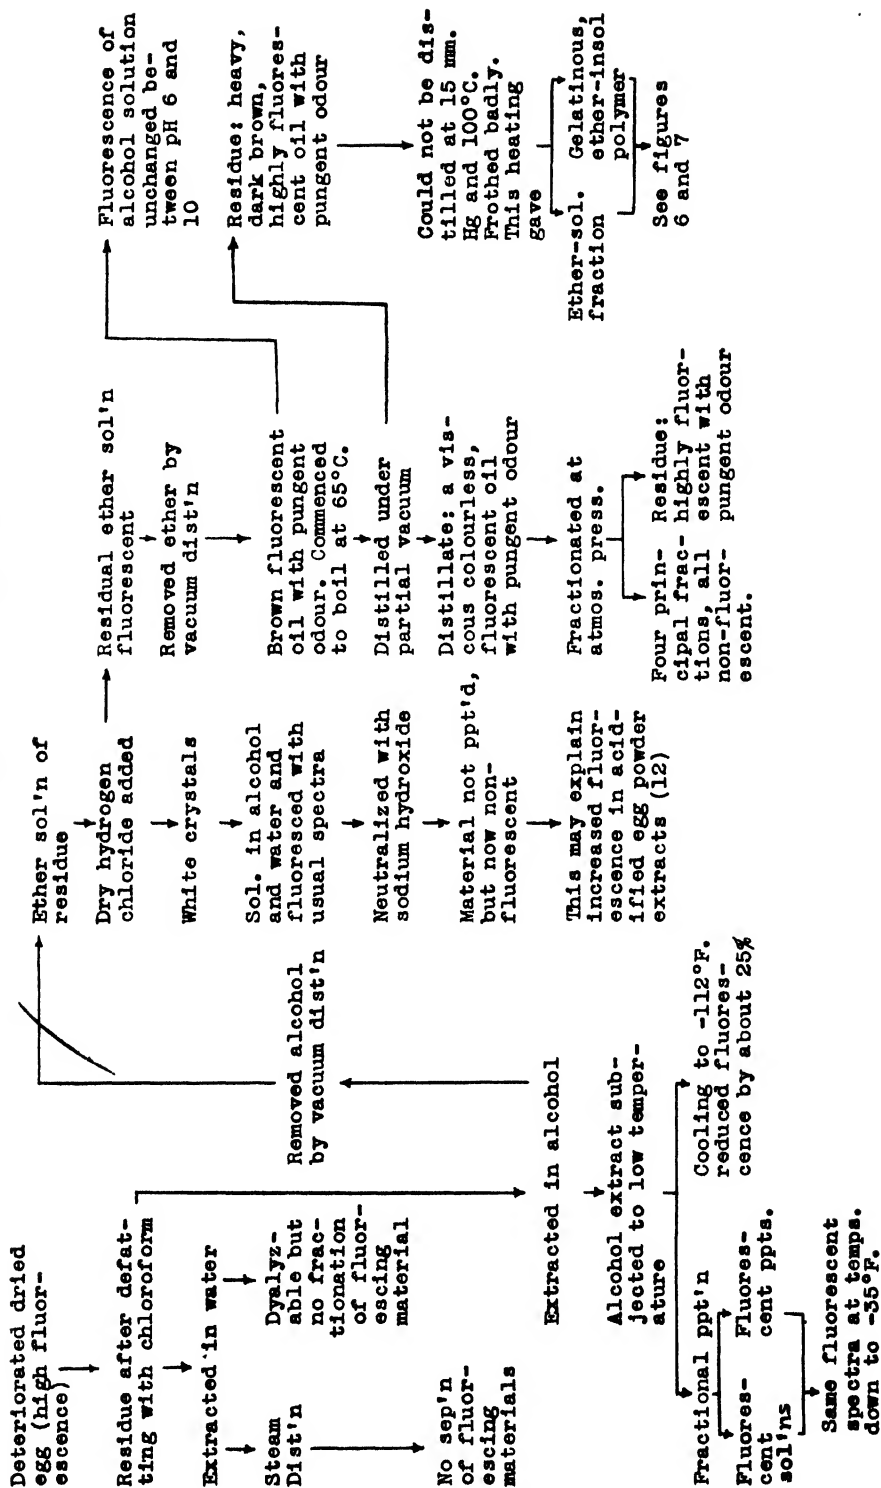 Deteriorated dried
egg (high fluor-
escence)
Residue after defat-
ting with chloroform
Extracted in water
Steam
Dist'n
Dyalyz-
able but
no frac-
tionation
of fluor-
escing
material
No sep'n
of fluor-
escing
materials
Extracted in alcohol
Removed alcohol
by vacuum dist'n
Alcohol extract sub-
jected to low temper-
ature
Fractional ppt'n
Cooling to -112°F.
reduced fluores-
cence by about 25%
Fluores-
cent
sol'ns
Fluores-
cent ppts.
Same fluorescent
spectra at temps.
down to -35°F.
Ether sol'n of
residue
Dry hydrogen
chloride added
White crystals
Sol. in alcohol
and water and
fluoresced with
usual spectra
Neutralized with
sodium hydroxide
Material not ppt'd,
but now non-
fluorescent
This may explain
increased fluor-
escence in acid-
ified egg powder
extracts (12)
Residual ether sol'n
fluorescent
Removed ether by
vacuum dist'n
Brown fluorescent
oil with pungent
odour. Commenced
to boil at 65°C.
Distilled under
partial vacuum
Distillate: a vis-
cous colourless,
fluorescent oil
with pungent odour
Fractionated at
atmos. press.
Four prin-
cipal frac-
tions, all
non-fluor-
escent.
Residue:
highly fluor-
escent with
pungent odour
Fluorescence of
alcohol solution
unchanged be-
tween pH 6 and
10
Residue: heavy,
dark brown,
highly fluores-
cent oil with
pungent odour
Could not be dis-
tilled at 15 mm.
Hg and 100°C.
Frothed badly.
This heating
gave
Ether-sol.
fraction
Gelatinous,
ether-insol
polymer
See figures
6 and 7